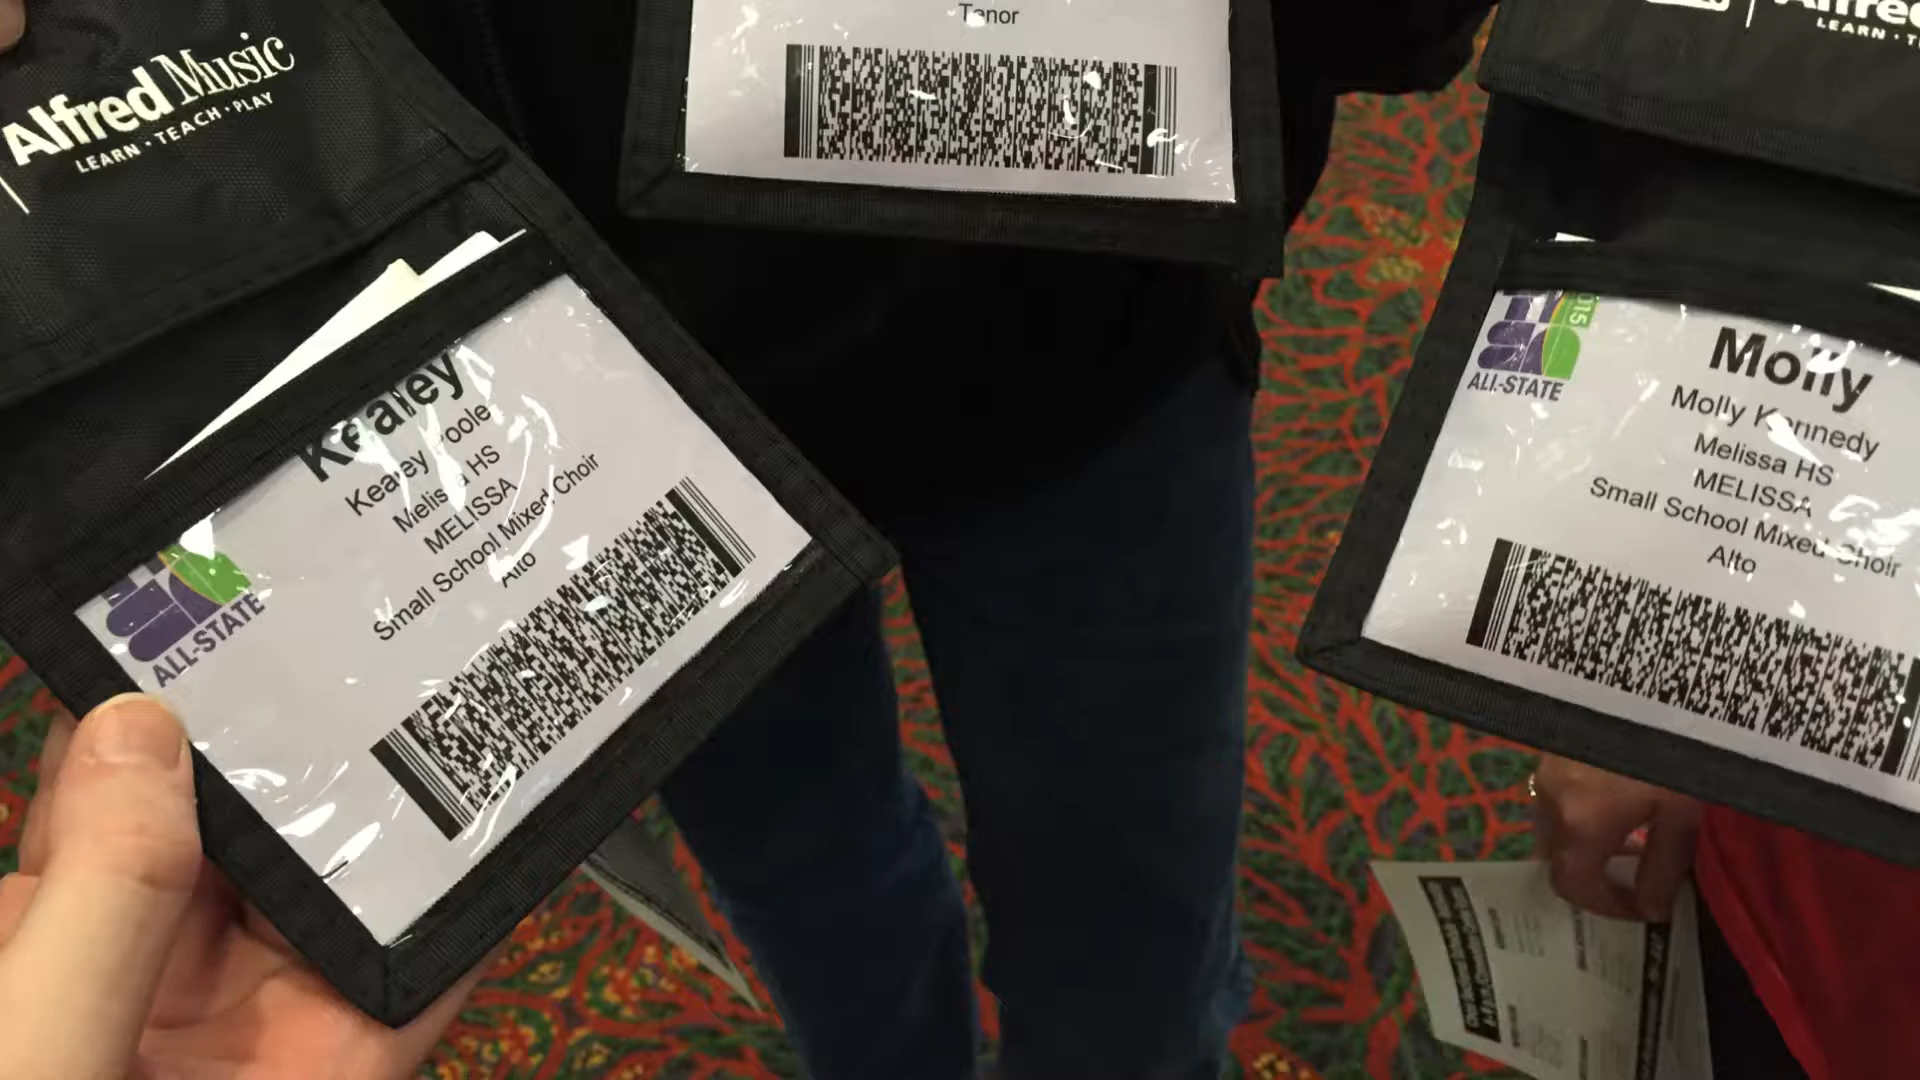 Alfred Music
LEARN • TEACH • PLAY
Kealey
Kealey Poole
Melissa HS
MELISSA
Small School Mixed Choir
Alto
ALL-STATE
Tenor
Alfred
LEARN •
2015
ALL-STATE
Molly
Molly Kennedy
Melissa HS
MELISSA
Small School Mixed Choir
Alto